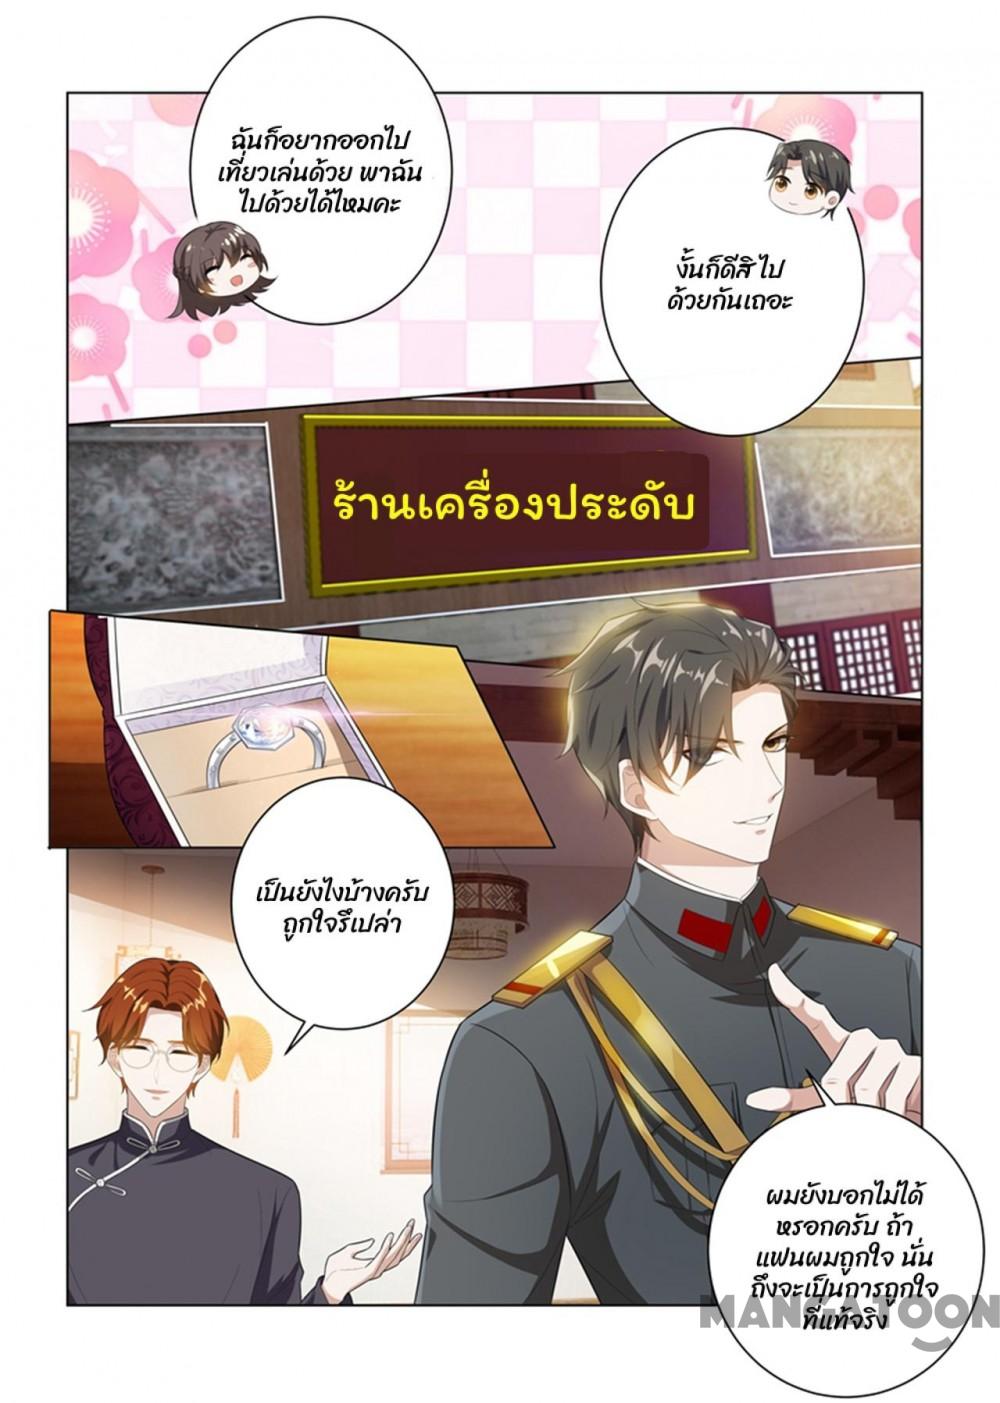 ฉันก็อยากออกไป
เที่ยวเล่นด้วย พาฉัน
ไปด้วยได้ไหมคะ
งั้นก็ดีสิ ไป
ด้วยกันเถอะ
ร้านเครื่องประดับ
เป็นยังไงบ้างครับ
ถูกใจรึเปล่า
ผมยังบอกไม่ได้
หรอกครับ ถ้า
แฟนผมถูกใจ นั่น
ถึงจะเป็นการถูกใจ
ที่แท้จริง
MANGATOON